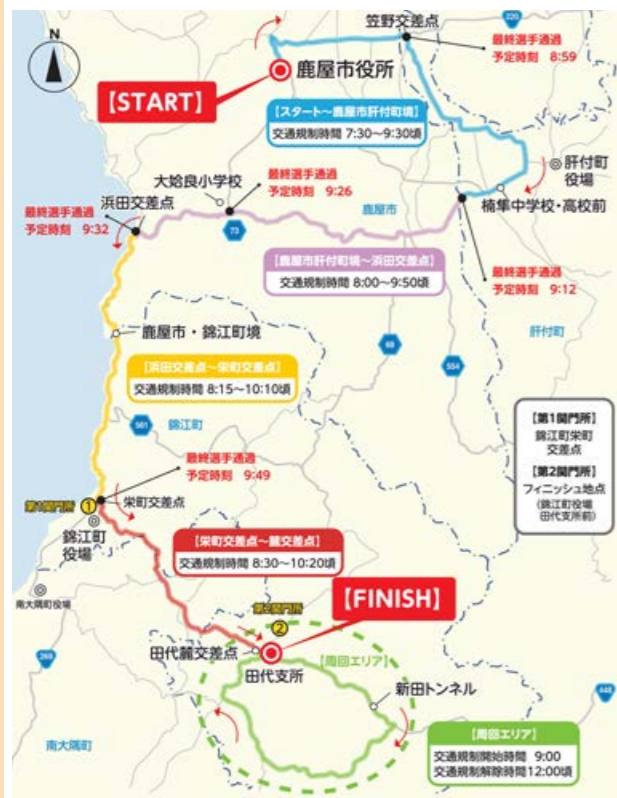 N
笠野交差点
220
最終選手通過
予定時刻 8:59
鹿屋市役所
【START】
【スタート～鹿屋市肝付町境】
交通規制時間 7:30～9:30頃
肝付町
役場
大姶良小学校
最終選手通過
予定時刻 9:26
浜田交差点
最終選手通過
予定時刻 9:32
鹿屋市
楠隼中学校・高校前
73
【鹿屋市肝付町境～浜田交差点】
交通規制時間 8:00～9:50頃
最終選手通過
予定時刻 9:12
鹿屋市・錦江町境
肝付町
68
554
【浜田交差点～栄町交差点】
交通規制時間 8:15～10:10頃
561
錦江町
【第1関門所】
錦江町栄町
交差点
【第2関門所】
フィニッシュ地点
(錦江町役場
田代支所前)
最終選手通過
予定時刻 9:49
第1関門所 ①
栄町交差点
錦江町
役場
【栄町交差点～麓交差点】
交通規制時間 8:30～10:20頃
南大隅町役場
【FINISH】
第2関門所
②
田代麓交差点
【周回エリア】
田代支所
269
新田トンネル
448
南大隅町
【周回エリア】
交通規制開始時間 9:00
交通規制解除時間12:00頃